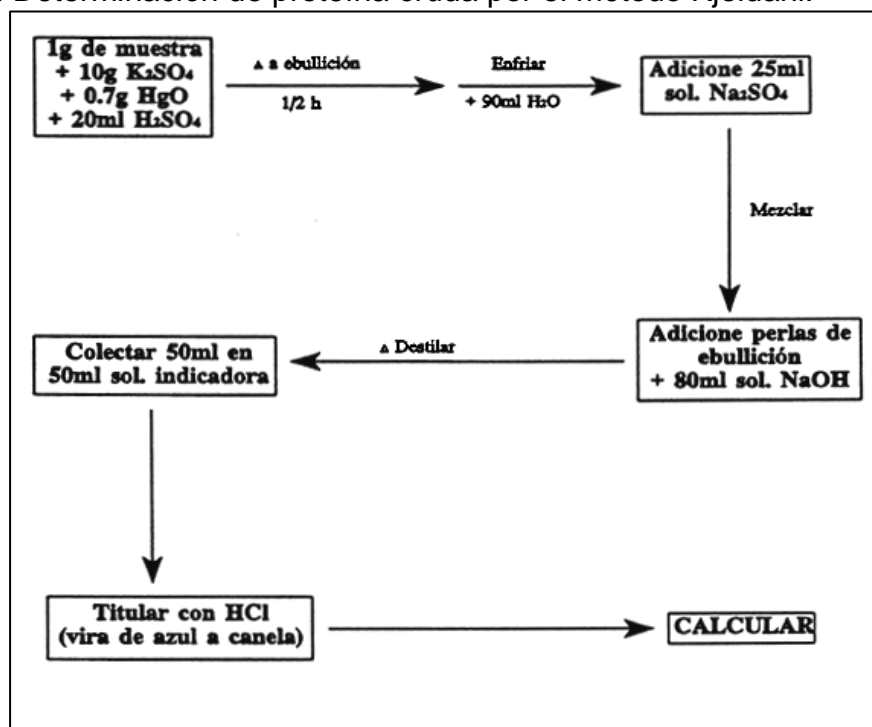 Determinación de proteína cruda por el método Kjeldahl.
1g de muestra
+ 10g K₂SO₄
+ 0.7g HgO
+ 20ml H₂SO₄
Δ a ebullición
1/2 h
Enfriar
+ 90ml H₂O
Adicione 25ml
sol. Na₂SO₄
Mezclar
Adicione perlas de
ebullición
+ 80ml sol. NaOH
Δ Destilar
Colectar 50ml en
50ml sol. indicadora
Titular con HCl
(vira de azul a canela)
CALCULAR